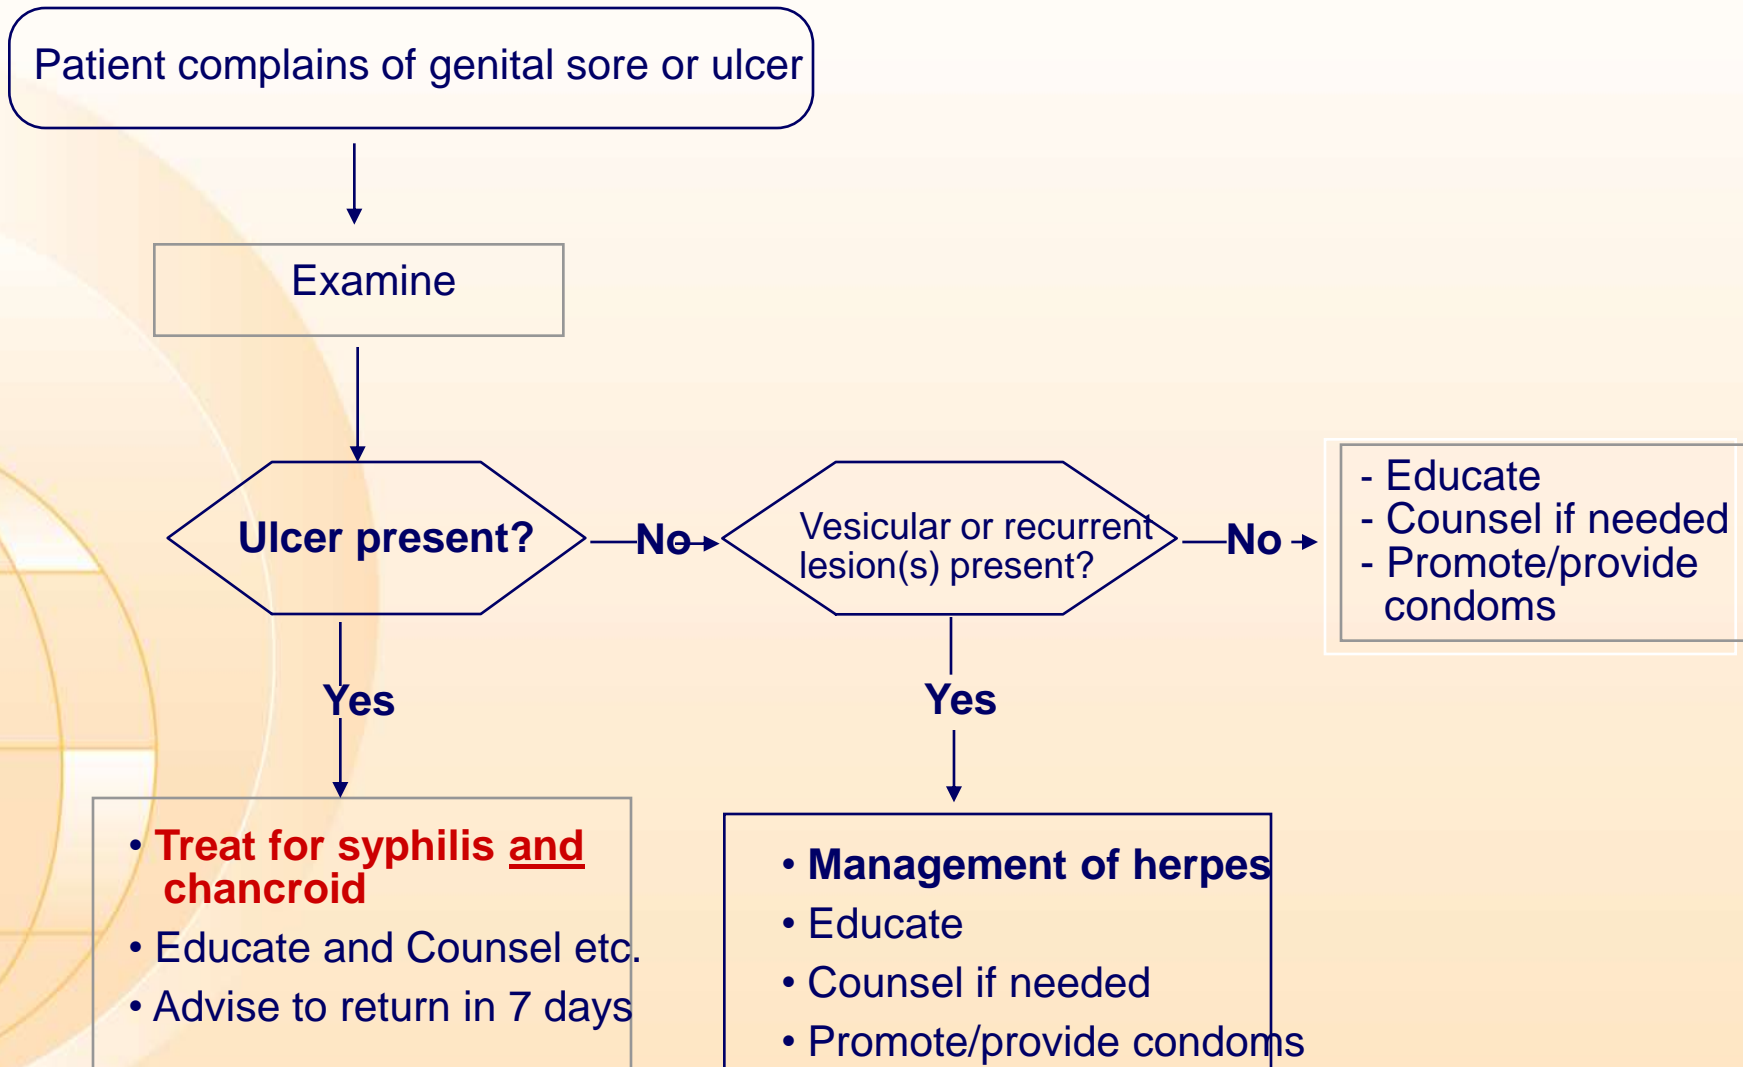 Patient complains of genital sore or ulcer
Examine
Ulcer present?
No
Vesicular or recurrent
lesion(s) present?
No
- Educate
- Counsel if needed
- Promote/provide
condoms
Yes
Yes
• Treat for syphilis and
chancroid
• Educate and Counsel etc.
• Advise to return in 7 days
• Management of herpes
• Educate
• Counsel if needed
• Promote/provide condoms